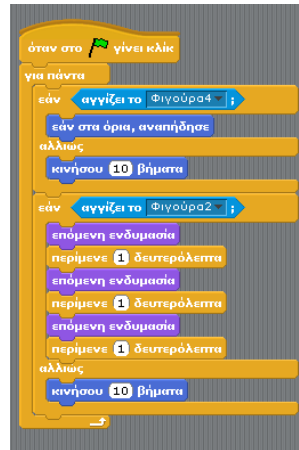 όταν στο γίνει κλικ
για πάντα
εάν αγγίζει το Φιγούρα4 ;
εάν στα όρια, αναπήδησε
αλλιώς
κινήσου 10 βήματα
εάν αγγίζει το Φιγούρα2 ;
επόμενη ενδυμασία
περίμενε 1 δευτερόλεπτα
επόμενη ενδυμασία
περίμενε 1 δευτερόλεπτα
επόμενη ενδυμασία
περίμενε 1 δευτερόλεπτα
αλλιώς
κινήσου 10 βήματα